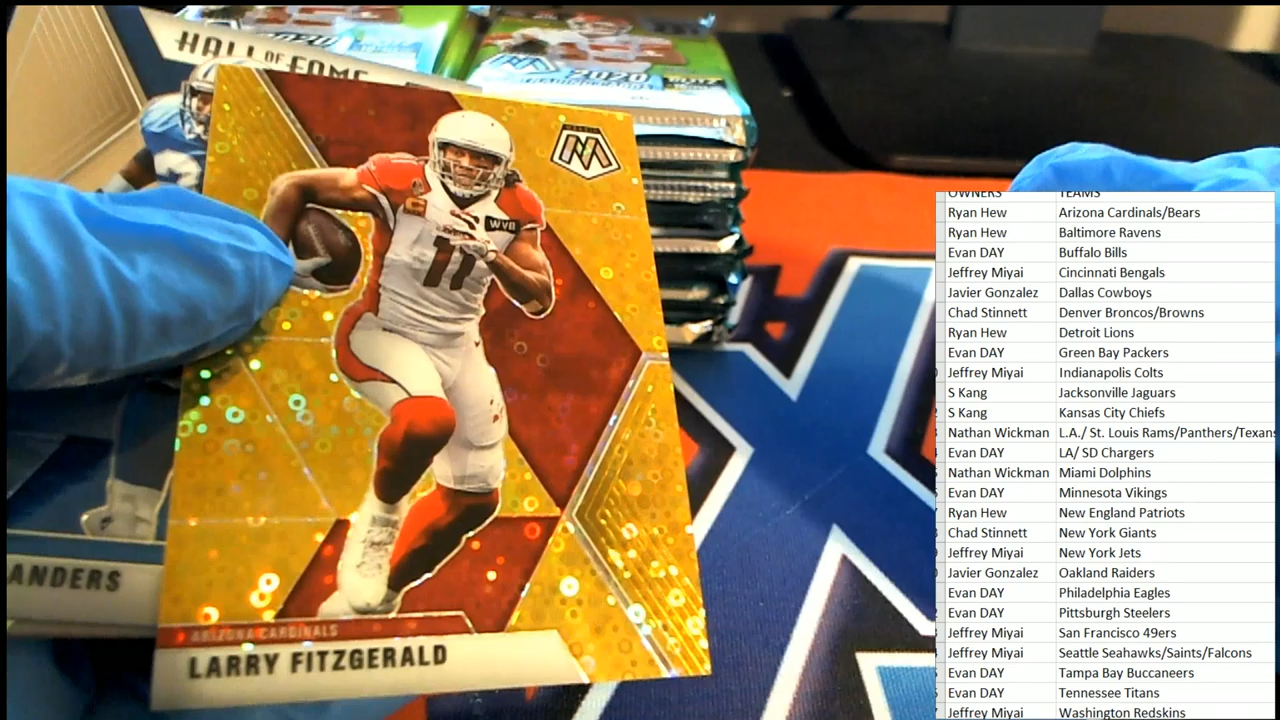 HALL OF FAME
2020
2020
11
WVB
ARIZONA CARDINALS
LARRY FITZGERALD
ANDERS
OWNERS TEAMS
Ryan Hew Arizona Cardinals/Bears
Ryan Hew Baltimore Ravens
Evan DAY Buffalo Bills
Jeffrey Miyai Cincinnati Bengals
Javier Gonzalez Dallas Cowboys
Chad Stinnett Denver Broncos/Browns
Ryan Hew Detroit Lions
Evan DAY Green Bay Packers
Jeffrey Miyai Indianapolis Colts
S Kang Jacksonville Jaguars
S Kang Kansas City Chiefs
Nathan Wickman L.A./ St. Louis Rams/Panthers/Texans
Evan DAY LA/ SD Chargers
Nathan Wickman Miami Dolphins
Evan DAY Minnesota Vikings
Ryan Hew New England Patriots
Chad Stinnett New York Giants
Jeffrey Miyai New York Jets
Javier Gonzalez Oakland Raiders
Evan DAY Philadelphia Eagles
Evan DAY Pittsburgh Steelers
Jeffrey Miyai San Francisco 49ers
Jeffrey Miyai Seattle Seahawks/Saints/Falcons
Evan DAY Tampa Bay Buccaneers
Evan DAY Tennessee Titans
Jeffrey Miyai Washington Redskins